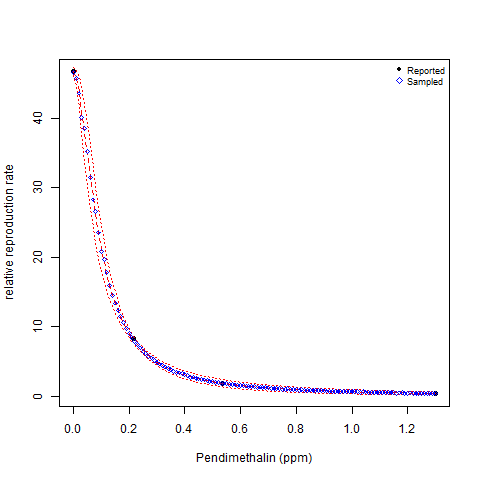 Reported
Sampled
relative reproduction rate
40
30
20
10
0
0.0 0.2 0.4 0.6 0.8 1.0 1.2
Pendimethalin (ppm)